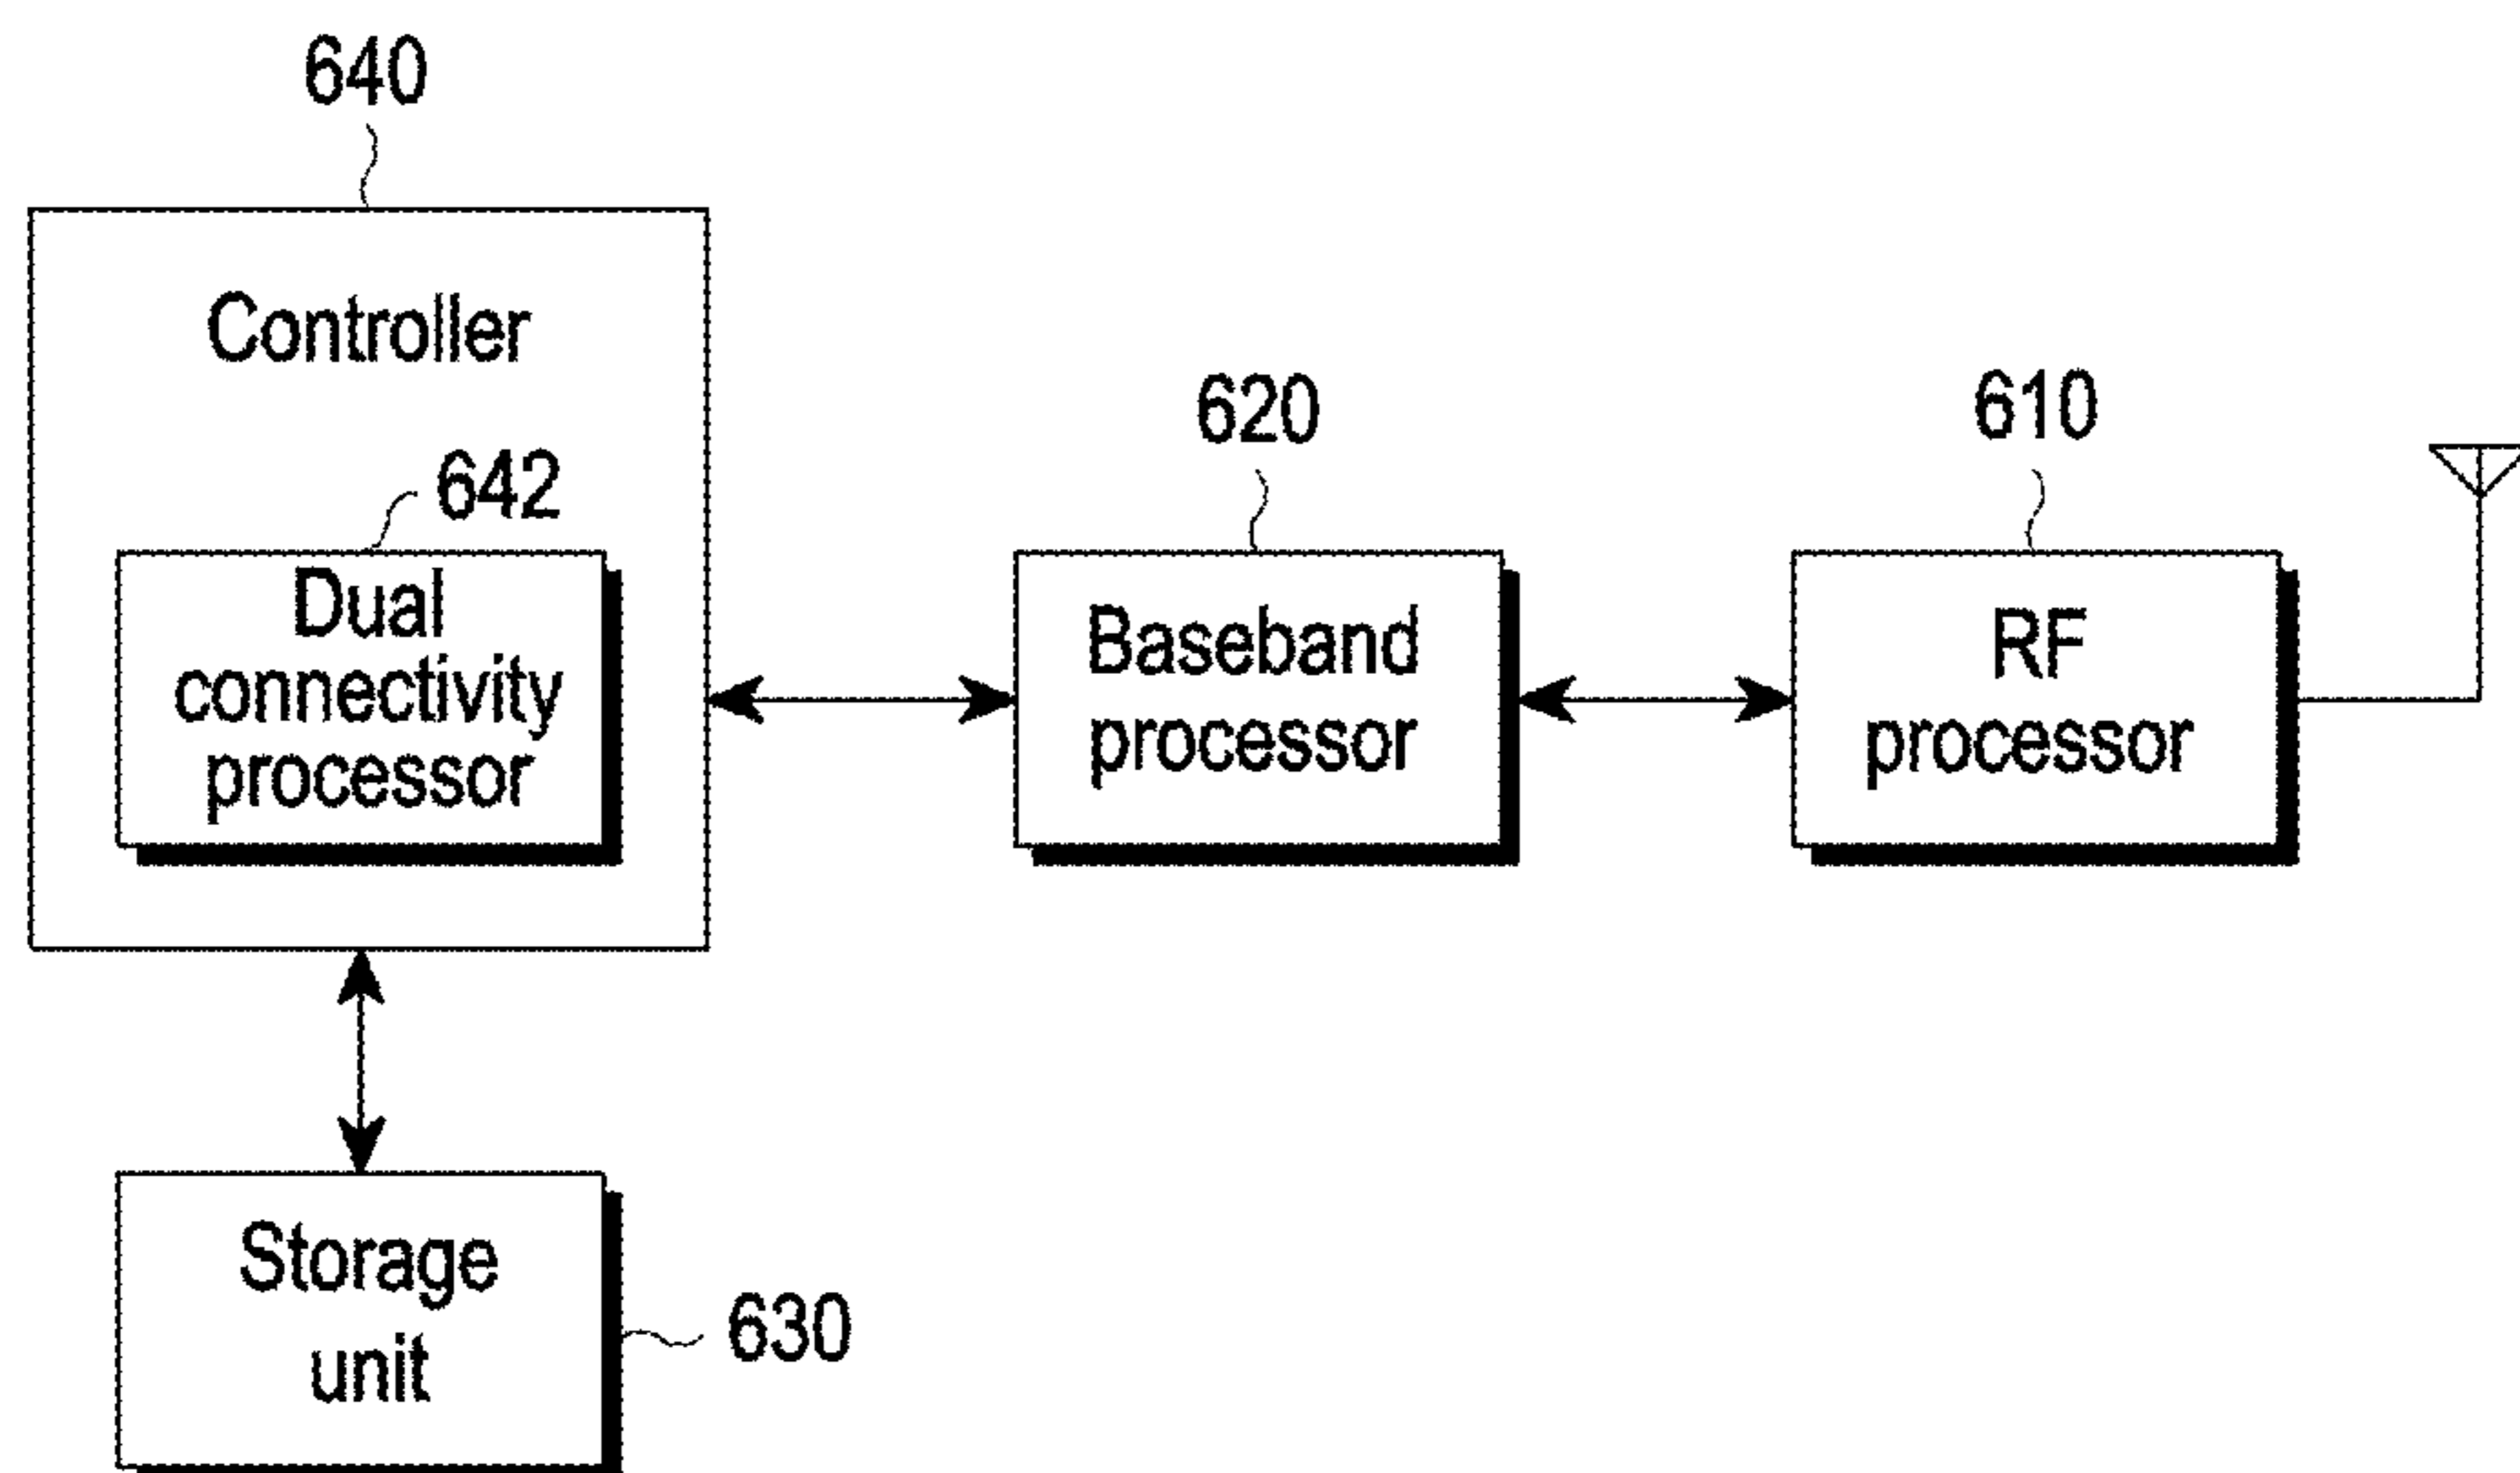 640
Controller
642
Dual
connectivity
processor
620
Baseband
processor
610
RF
processor
Storage
unit
630